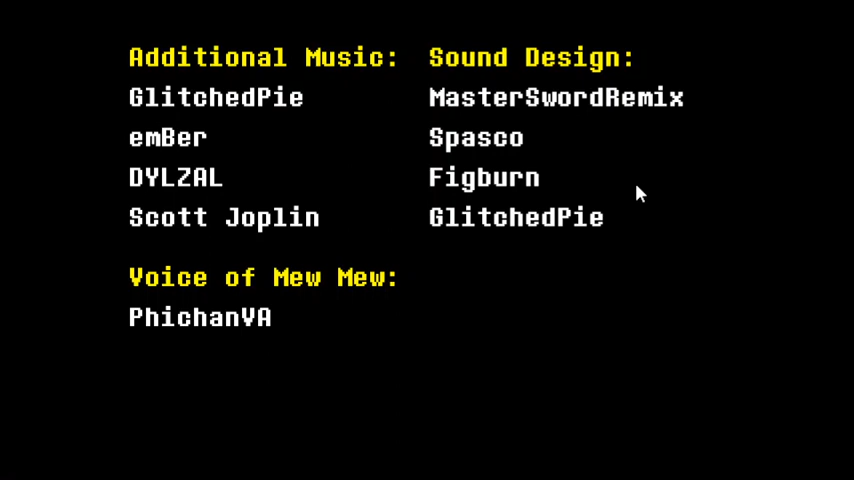 Additional Music:
GlitchedPie
emBer
DYLZAL
Scott Joplin
Sound Design:
MasterSwordRemix
Spasco
Figburn
GlitchedPie
Voice of Mew Mew:
PhichanVA